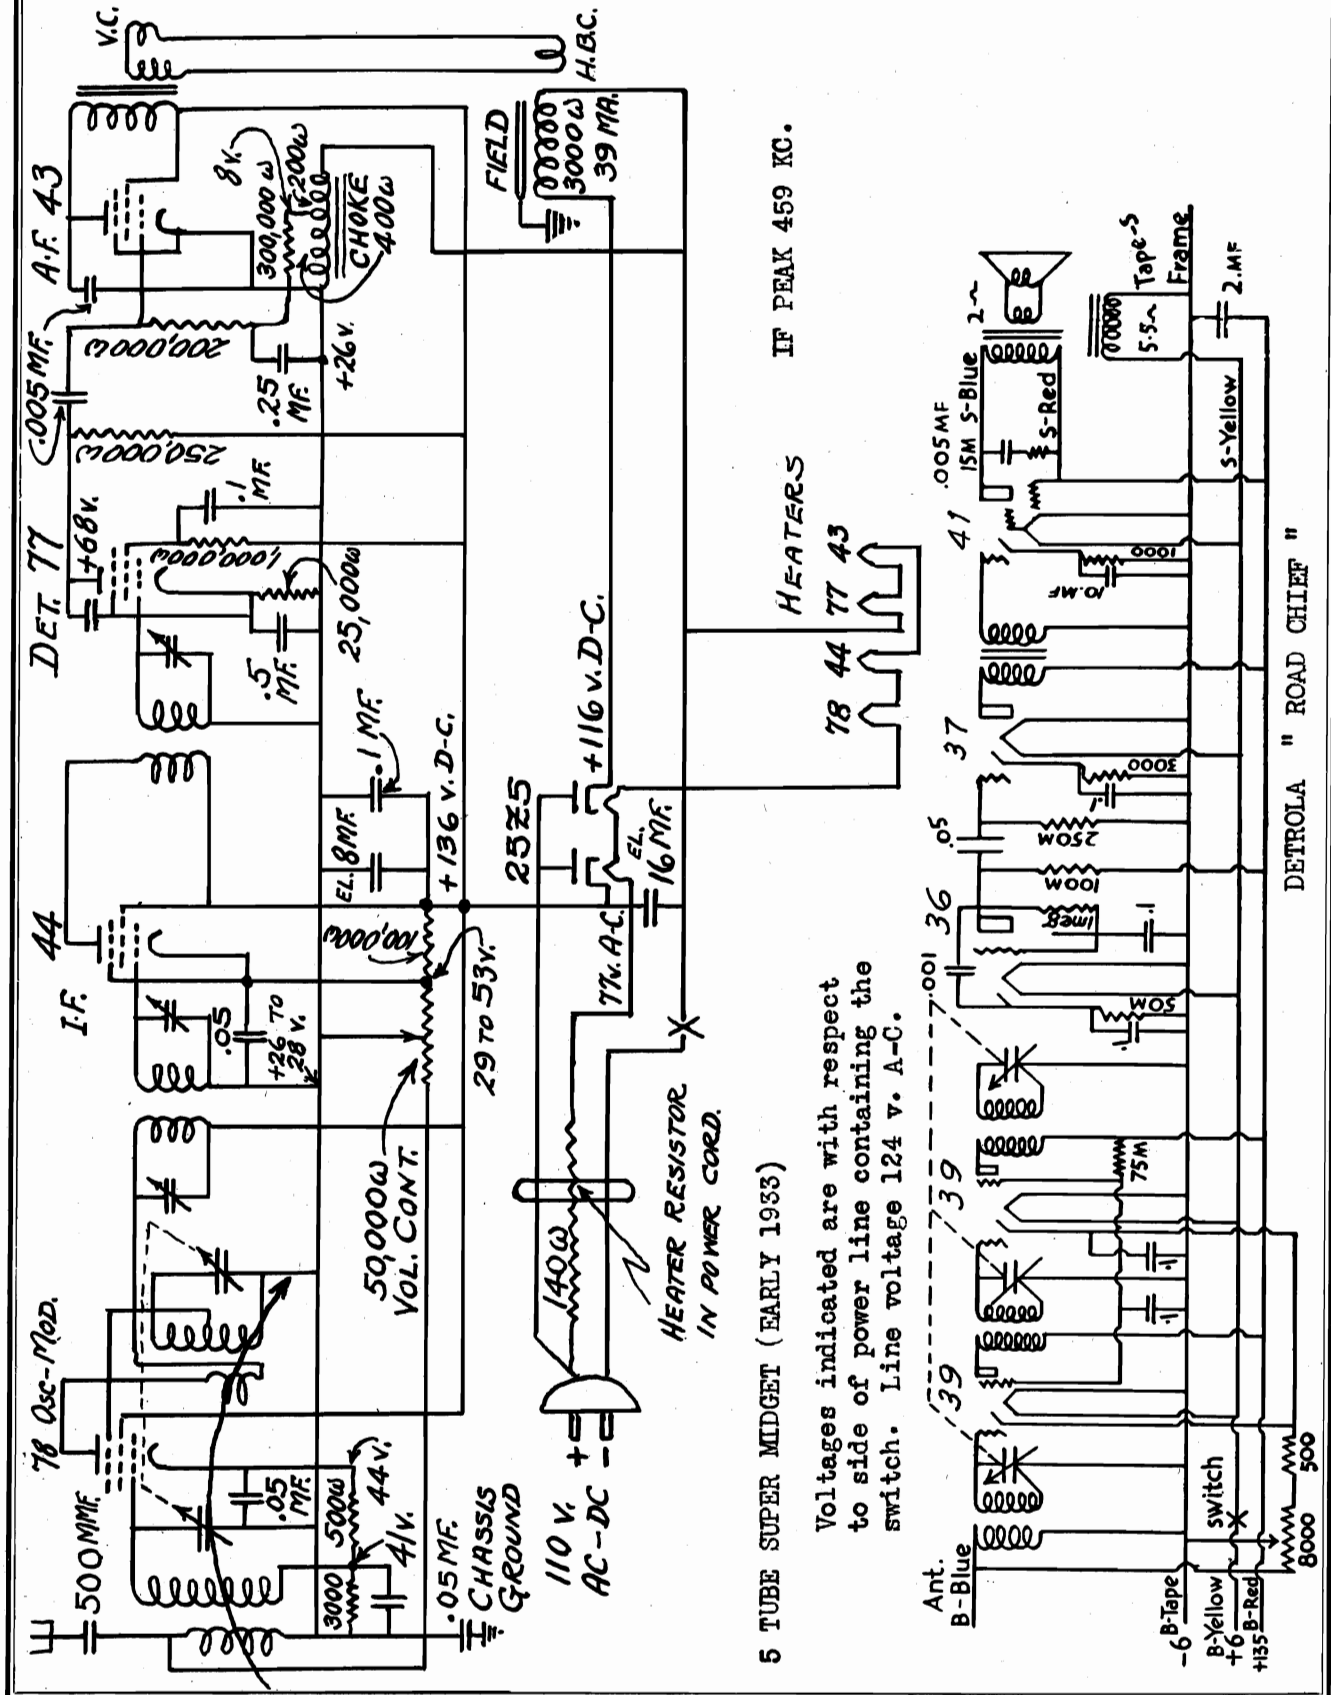 78 Osc-Mod.
I.F. 44
DET. 77
A.F. 43
V.C.
500MMF.
.05
MF.
3000
500ω
44v.
41v.
.05MF.
CHASSIS
GROUND
50,000ω
VOL. CONT.
.05
+26 TO
28 V.
100,000ω
29 TO 53v.
EL. 8MF.
.1 MF.
+136 V. D-C.
+68v.
.5
MF.
25,000ω
1,000,000ω
.1
MF.
250,000ω
.005MF.
200,000ω
.25
MF.
+26v.
300,000ω
8v.
200ω
CHOKE
400ω
H.B.C.
FIELD
3000ω
39 MA.
110 V.
AC-DC
+
-
140ω
HEATER RESISTOR
IN POWER CORD.
77v. A-C.
25Z5
+116 v. D-C.
EL.
16MF.
HEATERS
78 44 77 43
5 TUBE SUPER MIDGET (EARLY 1933)
IF PEAK 459 KC.
Voltages indicated are with respect
to side of power line containing the
switch. Line voltage 124 v. A-C.
39
39
36
37
41
Ant.
B-Blue
B-Tape
-6
B-Yellow
+6
B-Red
+135
switch
8000
500
.1
.1
75M
.001
.1
50M
1meg
.1
100M
.05
250M
.1
3000
10.MF
1000
.005MF
15M
S-Blue
S-Red
2~
5.5~
Tape-S
Frame
S-Yellow
2.MF
DETROLA " ROAD CHIEF "